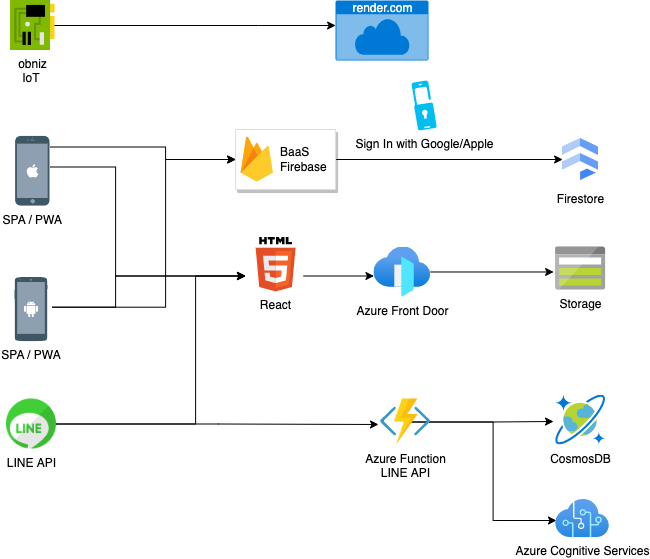 render.com
obniz
IoT
Sign In with Google/Apple
BaaS
Firebase
SPA / PWA
Firestore
HTML
5
React
Azure Front Door
Storage
SPA / PWA
LINE
LINE API
Azure Function
LINE API
CosmosDB
Azure Cognitive Services